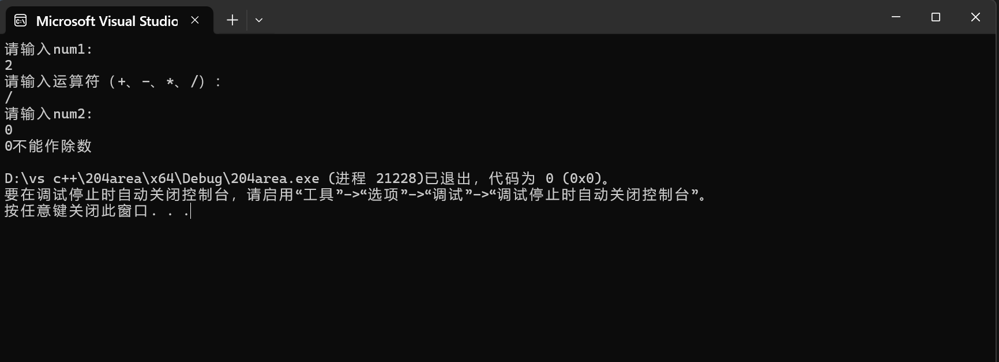 Microsoft Visual Studio
请输入num1:
2
请输入运算符（+、-、*、/）：
/
请输入num2:
0
0不能作除数
D:\vs c++\204area\x64\Debug\204area.exe (进程 21228)已退出，代码为 0 (0x0)。
要在调试停止时自动关闭控制台，请启用“工具”->“选项”->“调试”->“调试停止时自动关闭控制台”。
按任意键关闭此窗口. . .